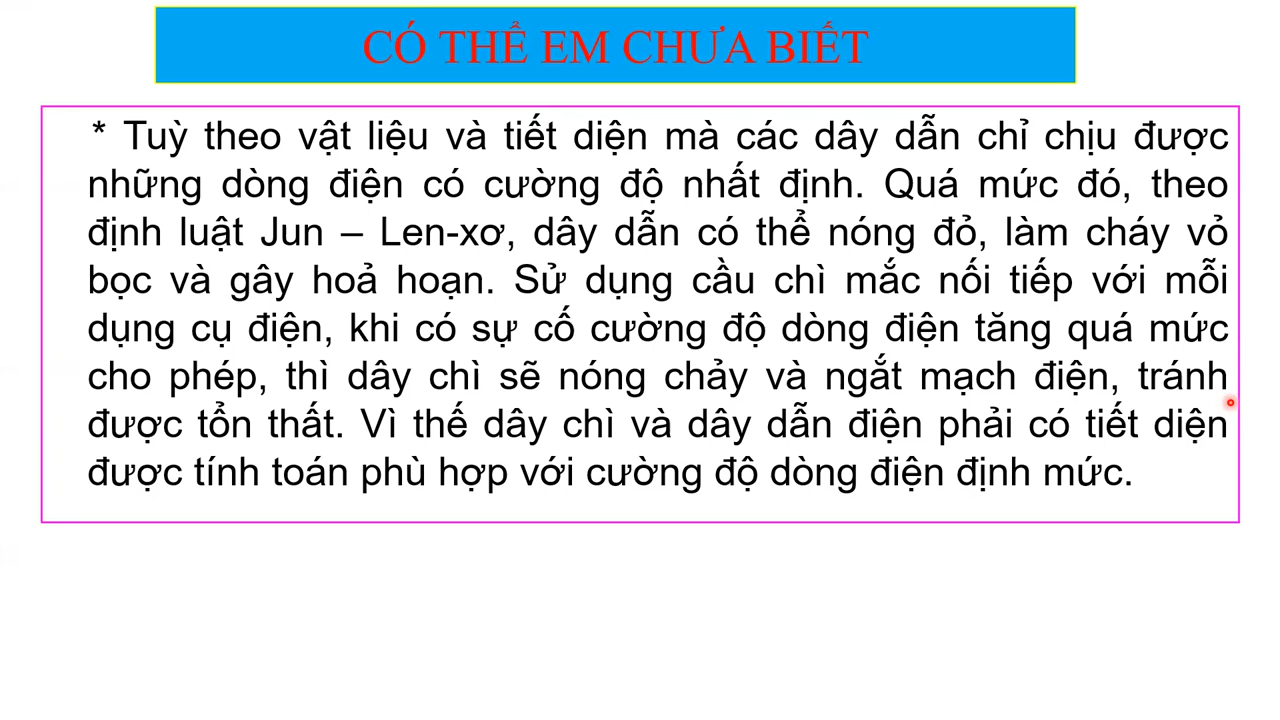 CÓ THỂ EM CHƯA BIẾT
* Tuỳ theo vật liệu và tiết diện mà các dây dẫn chỉ chịu được
những dòng điện có cường độ nhất định. Quá mức đó, theo
định luật Jun – Len-xơ, dây dẫn có thể nóng đỏ, làm cháy vỏ
bọc và gây hoả hoạn. Sử dụng cầu chì mắc nối tiếp với mỗi
dụng cụ điện, khi có sự cố cường độ dòng điện tăng quá mức
cho phép, thì dây chì sẽ nóng chảy và ngắt mạch điện, tránh
được tổn thất. Vì thế dây chì và dây dẫn điện phải có tiết diện
được tính toán phù hợp với cường độ dòng điện định mức.